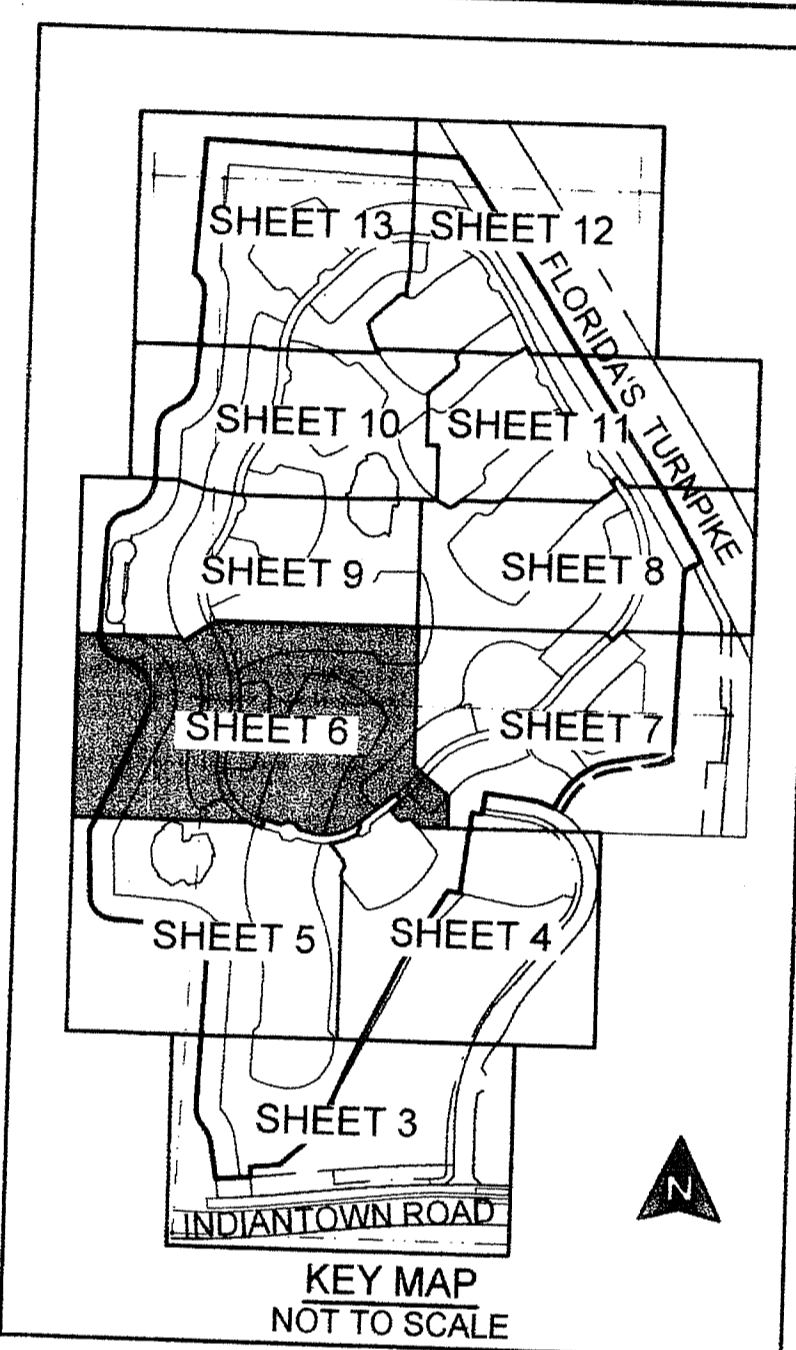 SHEET 13
SHEET 12
FLORIDA'S TURNPIKE
SHEET 10
SHEET 11
SHEET 9
SHEET 8
SHEET 6
SHEET 7
SHEET 5
SHEET 4
SHEET 3
N
INDIANTOWN ROAD
KEY MAP
NOT TO SCALE